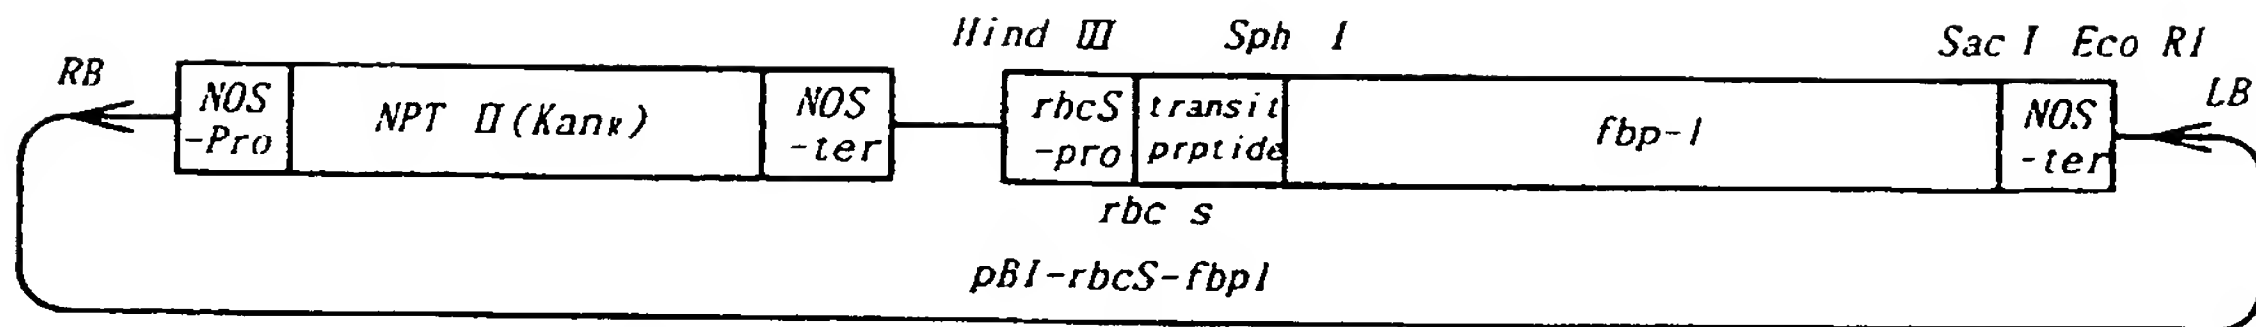 Hind III Sph I Sac I Eco RI
RB NOS -Pro NPT II (Kanʀ) NOS -ter rbcS -pro transit prptide fbp-1 NOS -ter LB
rbc s
pBI-rbcS-fbp1